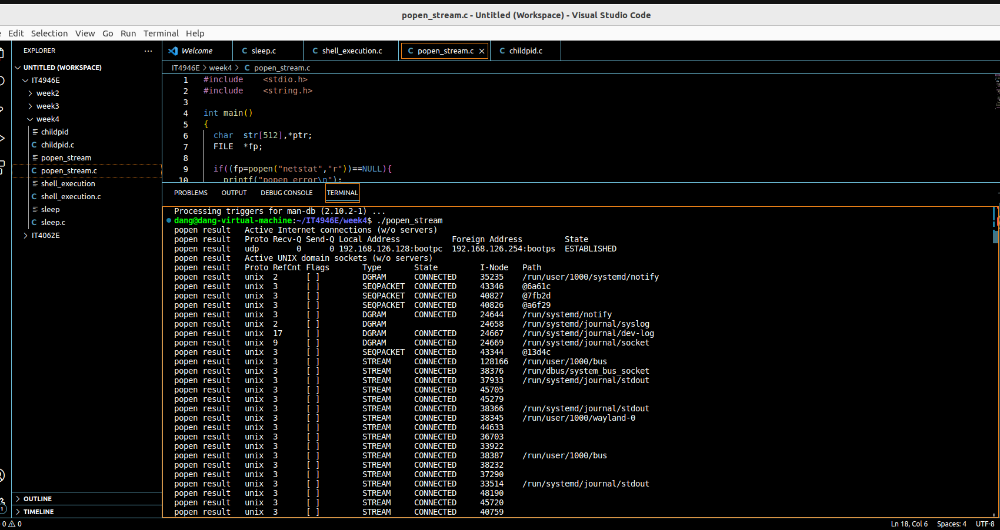 popen_stream.c - Untitled (Workspace) - Visual Studio Code
Edit Selection View Go Run Terminal Help
EXPLORER ...
UNTITLED (WORKSPACE)
IT4946E
week2
week3
week4
childpid
C childpid.c
popen_stream
C popen_stream.c
shell_execution
C shell_execution.c
sleep
C sleep.c
IT4062E
OUTLINE
TIMELINE
Welcome C sleep.c C shell_execution.c C popen_stream.c × C childpid.c
IT4946E > week4 > C popen_stream.c
1 #include    <stdio.h>
2 #include    <string.h>
3
4 int main()
5 {
6   char  str[512],*ptr;
7   FILE  *fp;
8
9   if((fp=popen("netstat","r"))==NULL){
10     printf("popen error\n");
PROBLEMS OUTPUT DEBUG CONSOLE TERMINAL
Processing triggers for man-db (2.10.2-1) ...
dang@dang-virtual-machine:~/IT4946E/week4$ ./popen_stream
popen result   Active Internet connections (w/o servers)
popen result   Proto Recv-Q Send-Q Local Address           Foreign Address         State
popen result   udp        0      0 192.168.126.128:bootpc  192.168.126.254:bootps  ESTABLISHED
popen result   Active UNIX domain sockets (w/o servers)
popen result   Proto RefCnt Flags       Type       State         I-Node   Path
popen result   unix  2      [ ]         DGRAM      CONNECTED     35235    /run/user/1000/systemd/notify
popen result   unix  3      [ ]         SEQPACKET  CONNECTED     43346    @6a61c
popen result   unix  3      [ ]         SEQPACKET  CONNECTED     40827    @7fb2d
popen result   unix  3      [ ]         SEQPACKET  CONNECTED     40826    @a6f29
popen result   unix  3      [ ]         DGRAM      CONNECTED     24644    /run/systemd/notify
popen result   unix  2      [ ]         DGRAM                    24658    /run/systemd/journal/syslog
popen result   unix  17     [ ]         DGRAM      CONNECTED     24667    /run/systemd/journal/dev-log
popen result   unix  9      [ ]         DGRAM      CONNECTED     24669    /run/systemd/journal/socket
popen result   unix  3      [ ]         SEQPACKET  CONNECTED     43344    @13d4c
popen result   unix  3      [ ]         STREAM     CONNECTED     128166   /run/user/1000/bus
popen result   unix  3      [ ]         STREAM     CONNECTED     38376    /run/dbus/system_bus_socket
popen result   unix  3      [ ]         STREAM     CONNECTED     37933    /run/systemd/journal/stdout
popen result   unix  3      [ ]         STREAM     CONNECTED     45705
popen result   unix  3      [ ]         STREAM     CONNECTED     45279
popen result   unix  3      [ ]         STREAM     CONNECTED     38366    /run/systemd/journal/stdout
popen result   unix  3      [ ]         STREAM     CONNECTED     38345    /run/user/1000/wayland-0
popen result   unix  3      [ ]         STREAM     CONNECTED     44633
popen result   unix  3      [ ]         STREAM     CONNECTED     36703
popen result   unix  3      [ ]         STREAM     CONNECTED     33922
popen result   unix  3      [ ]         STREAM     CONNECTED     38387    /run/user/1000/bus
popen result   unix  3      [ ]         STREAM     CONNECTED     38232
popen result   unix  3      [ ]         STREAM     CONNECTED     37290
popen result   unix  3      [ ]         STREAM     CONNECTED     33514    /run/systemd/journal/stdout
popen result   unix  3      [ ]         STREAM     CONNECTED     48190
popen result   unix  3      [ ]         STREAM     CONNECTED     45720
popen result   unix  3      [ ]         STREAM     CONNECTED     40759
1
0 0 Ln 18, Col 6 Spaces: 4 UTF-8